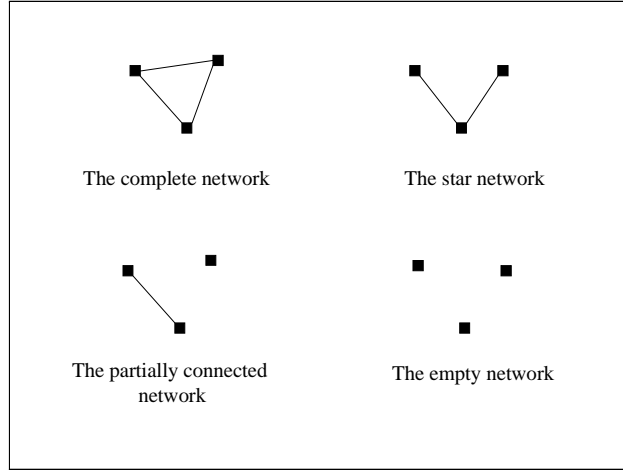 The complete network
The star network
The partially connected
network
The empty network